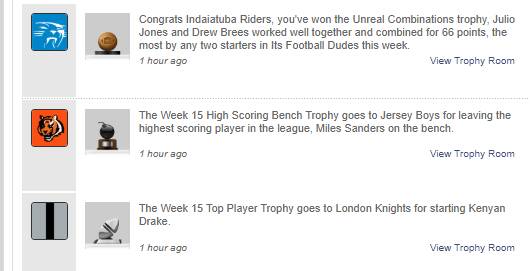 Congrats Indaiatuba Riders, you've won the Unreal Combinations trophy, Julio
Jones and Drew Brees worked well together and combined for 66 points, the
most by any two starters in Its Football Dudes this week.
1 hour ago View Trophy Room
The Week 15 High Scoring Bench Trophy goes to Jersey Boys for leaving the
highest scoring player in the league, Miles Sanders on the bench.
1 hour ago View Trophy Room
The Week 15 Top Player Trophy goes to London Knights for starting Kenyan
Drake.
1 hour ago View Trophy Room